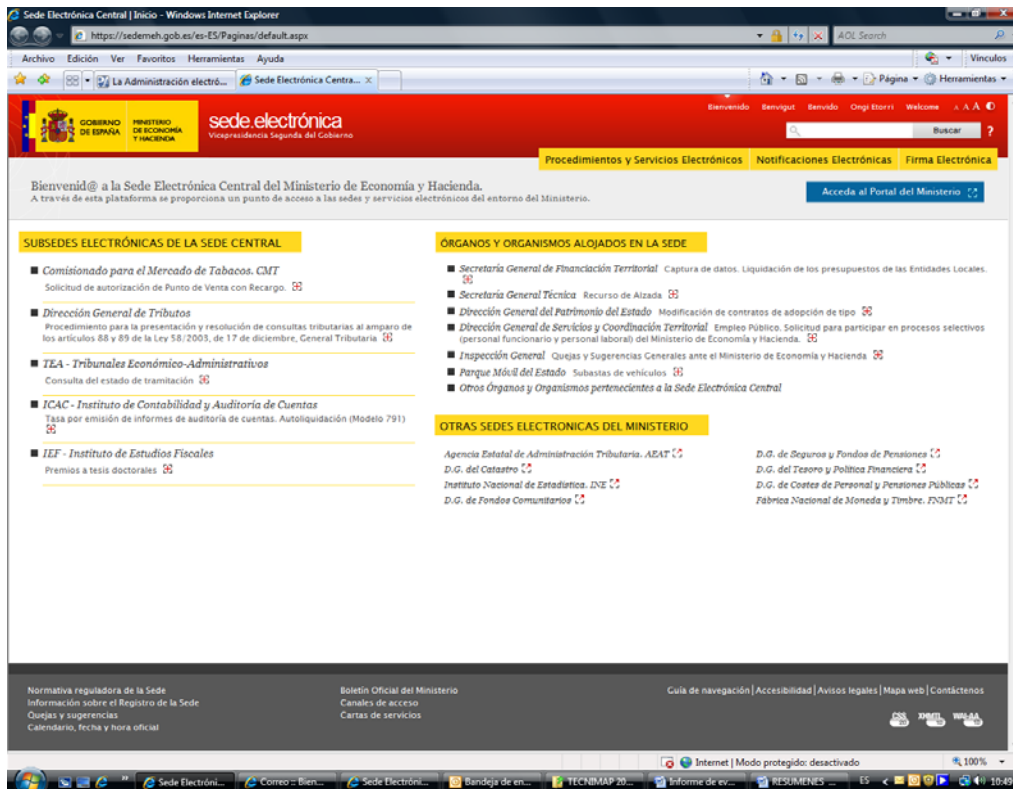 Sede Electrónica Central | Inicio - Windows Internet Explorer
https://sedemeh.gob.es/es-ES/Paginas/default.aspx
AOL Search
Archivo Edición Ver Favoritos Herramientas Ayuda
Vínculos
La Administración electró...
Sede Electrónica Centra...
Página
Herramientas
GOBIERNO DE ESPAÑA
MINISTERIO DE ECONOMÍA Y HACIENDA
sede.electrónica
Vicepresidencia Segunda del Gobierno
Bienvenido Benvigut Benvido Ongi Etorri Welcome A A A
Buscar ?
Procedimientos y Servicios Electrónicos Notificaciones Electrónicas Firma Electrónica
Bienvenid@ a la Sede Electrónica Central del Ministerio de Economía y Hacienda.
A través de esta plataforma se proporciona un punto de acceso a las sedes y servicios electrónicos del entorno del Ministerio.
Acceda al Portal del Ministerio
SUBSEDES ELECTRÓNICAS DE LA SEDE CENTRAL
Comisionado para el Mercado de Tabacos. CMT
Solicitud de autorización de Punto de Venta con Recargo.
Dirección General de Tributos
Procedimiento para la presentación y resolución de consultas tributarias al amparo de
los artículos 88 y 89 de la Ley 58/2003, de 17 de diciembre, General Tributaria
TEA - Tribunales Económico-Administrativos
Consulta del estado de tramitación
ICAC - Instituto de Contabilidad y Auditoría de Cuentas
Tasa por emisión de informes de auditoría de cuentas. Autoliquidación (Modelo 791)
IEF - Instituto de Estudios Fiscales
Premios a tesis doctorales
ÓRGANOS Y ORGANISMOS ALOJADOS EN LA SEDE
Secretaría General de Financiación Territorial Captura de datos. Liquidación de los presupuestos de las Entidades Locales.
Secretaría General Técnica Recurso de Alzada
Dirección General del Patrimonio del Estado Modificación de contratos de adopción de tipo
Dirección General de Servicios y Coordinación Territorial Empleo Público. Solicitud para participar en procesos selectivos
(personal funcionario y personal laboral) del Ministerio de Economía y Hacienda.
Inspección General Quejas y Sugerencias Generales ante el Ministerio de Economía y Hacienda
Parque Móvil del Estado Subastas de vehículos
Otros Órganos y Organismos pertenecientes a la Sede Electrónica Central
OTRAS SEDES ELECTRONICAS DEL MINISTERIO
Agencia Estatal de Administración Tributaria. AEAT
D.G. del Catastro
Instituto Nacional de Estadística. INE
D.G. de Fondos Comunitarios
D.G. de Seguros y Fondos de Pensiones
D.G. del Tesoro y Política Financiera
D.G. de Costes de Personal y Pensiones Públicas
Fábrica Nacional de Moneda y Timbre. FNMT
Normativa reguladora de la Sede
Información sobre el Registro de la Sede
Quejas y sugerencias
Calendario, fecha y hora oficial
Boletín Oficial del Ministerio
Canales de acceso
Cartas de servicios
Guía de navegación | Accesibilidad | Avisos legales | Mapa web | Contáctenos
CSS XHTML WAI-AA
Internet | Modo protegido: desactivado
100%
Sede Electróni... Correo :: Bien... Sede Electróni... Bandeja de en... TECNIMAP 20... Informe de ev... RESUMENES ... ES 10:49